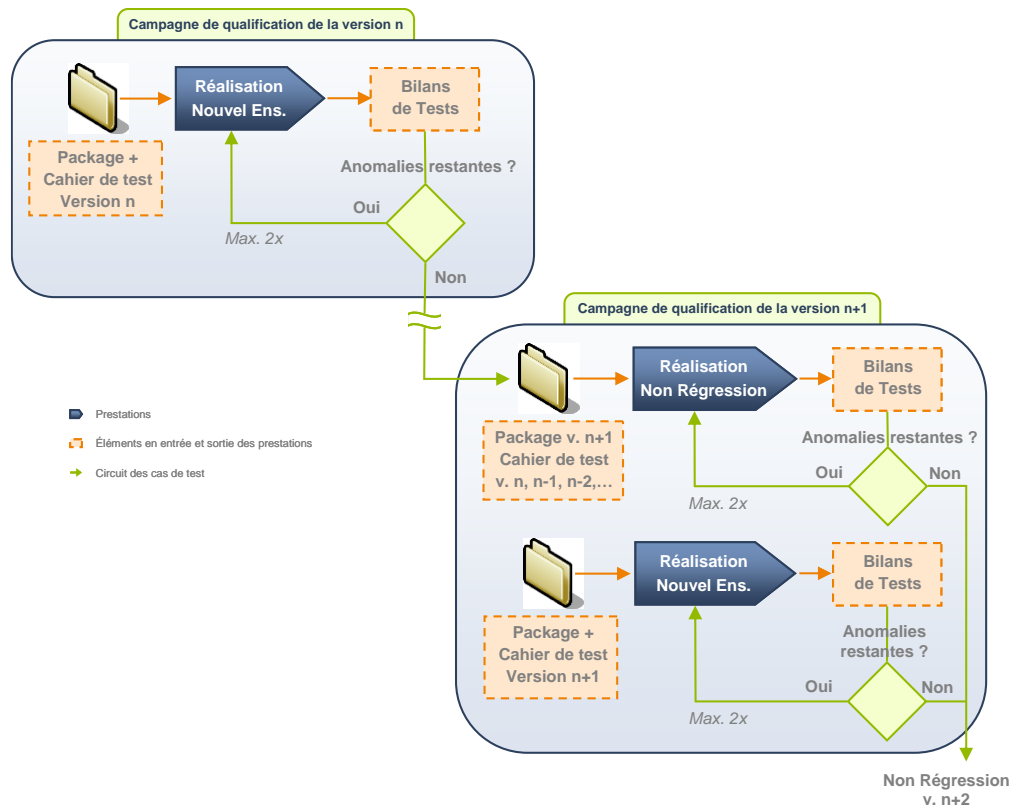 Campagne de qualification de la version n
Réalisation
Nouvel Ens.
Bilans
de Tests
Package +
Cahier de test
Version n
Anomalies restantes ?
Oui
Max. 2x
Non
Campagne de qualification de la version n+1
Réalisation
Non Régression
Bilans
de Tests
Prestations
Éléments en entrée et sortie des prestations
Circuit des cas de test
Package v. n+1
Cahier de test
v. n, n-1, n-2,...
Anomalies restantes ?
Oui
Non
Max. 2x
Réalisation
Nouvel Ens.
Bilans
de Tests
Package +
Cahier de test
Version n+1
Anomalies
restantes ?
Oui
Non
Max. 2x
Non Régression
v. n+2